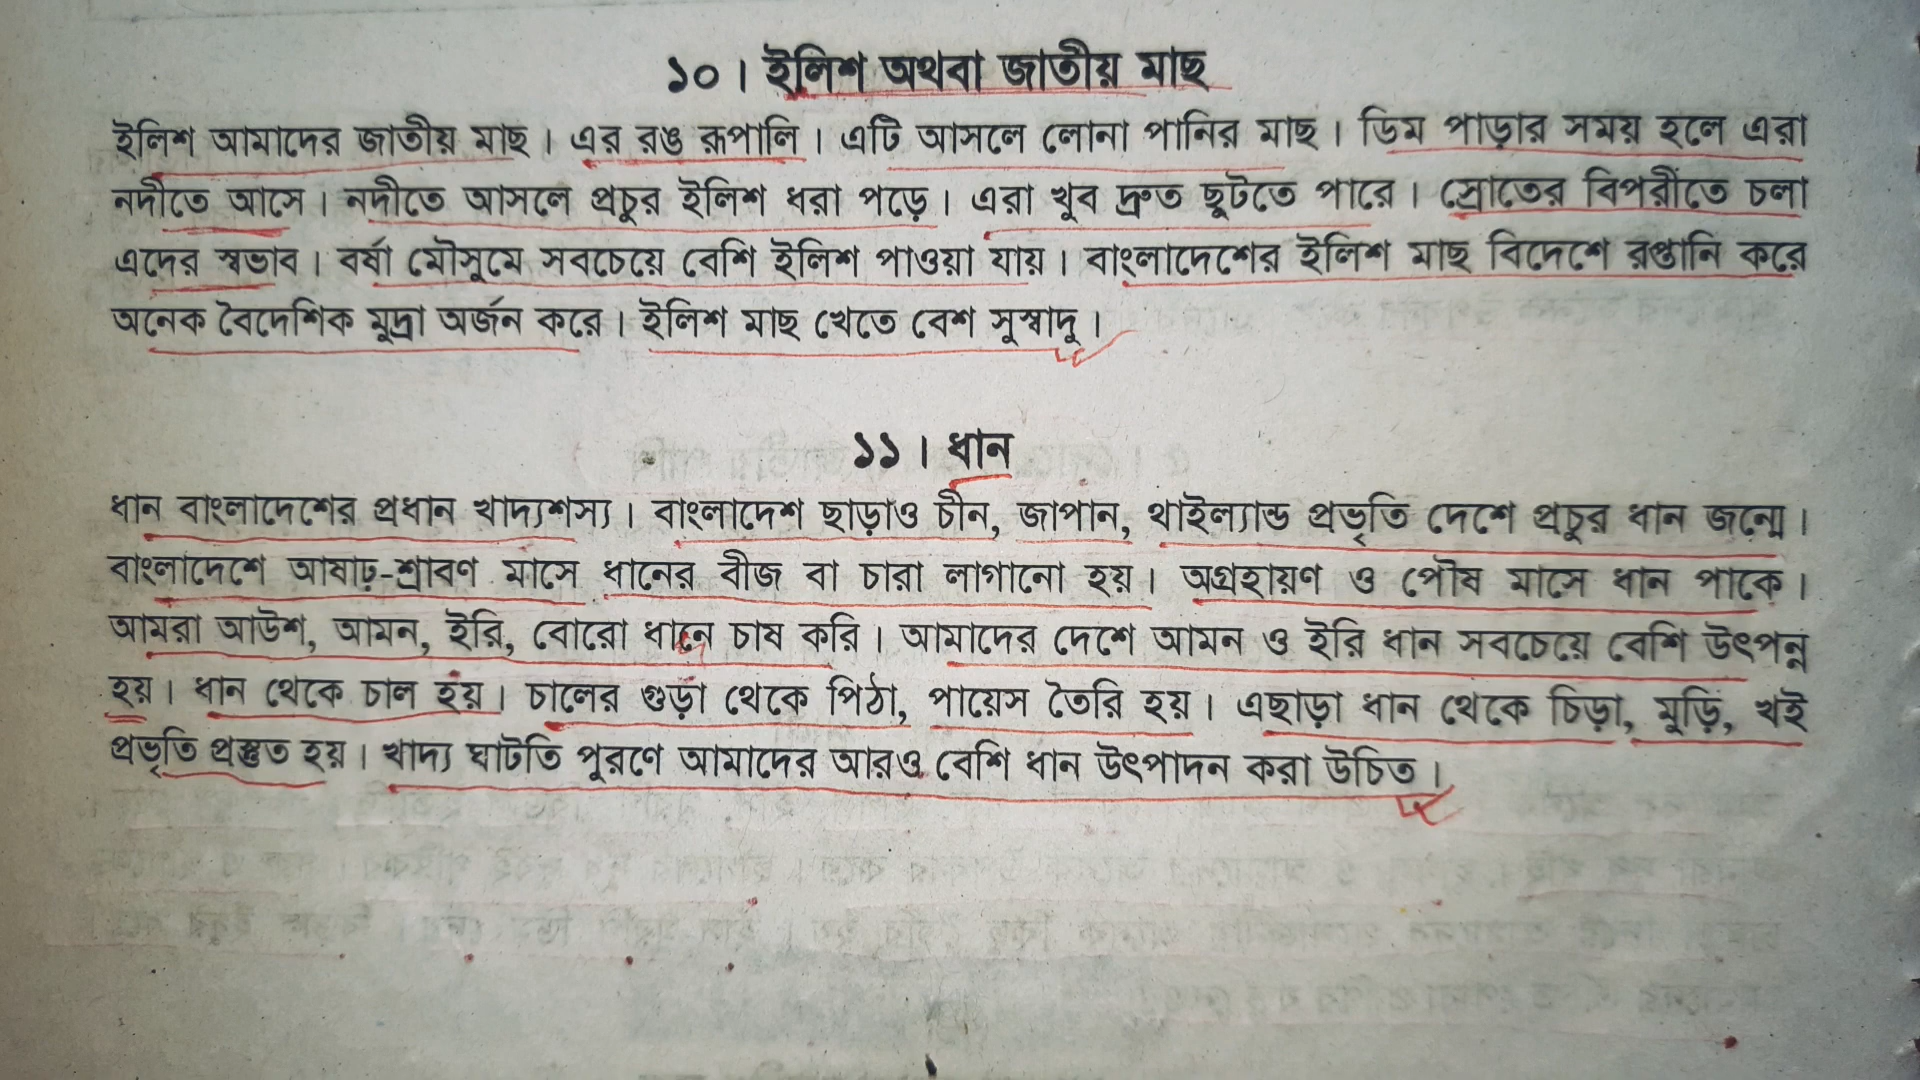 ১০। ইলিশ অথবা জাতীয় মাছ
ইলিশ আমাদের জাতীয় মাছ। এর রঙ রূপালি। এটি আসলে লোনা পানির মাছ। ডিম পাড়ার সময় হলে এরা
নদীতে আসে। নদীতে আসলে প্রচুর ইলিশ ধরা পড়ে। এরা খুব দ্রুত ছুটতে পারে। স্রোতের বিপরীতে চলা
এদের স্বভাব। বর্ষা মৌসুমে সবচেয়ে বেশি ইলিশ পাওয়া যায়। বাংলাদেশের ইলিশ মাছ বিদেশে রপ্তানি করে
অনেক বৈদেশিক মুদ্রা অর্জন করে। ইলিশ মাছ খেতে বেশ সুস্বাদু।
১১। ধান
ধান বাংলাদেশের প্রধান খাদ্যশস্য। বাংলাদেশ ছাড়াও চীন, জাপান, থাইল্যান্ড প্রভৃতি দেশে প্রচুর ধান জন্মে।
বাংলাদেশে আষাঢ়-শ্রাবণ মাসে ধানের বীজ বা চারা লাগানো হয়। অগ্রহায়ণ ও পৌষ মাসে ধান পাকে।
আমরা আউশ, আমন, ইরি, বোরো ধানে চাষ করি। আমাদের দেশে আমন ও ইরি ধান সবচেয়ে বেশি উৎপন্ন
হয়। ধান থেকে চাল হয়। চালের গুড়া থেকে পিঠা, পায়েস তৈরি হয়। এছাড়া ধান থেকে চিড়া, মুড়ি, খই
প্রভৃতি প্রস্তুত হয়। খাদ্য ঘাটতি পুরণে আমাদের আরও বেশি ধান উৎপাদন করা উচিত।